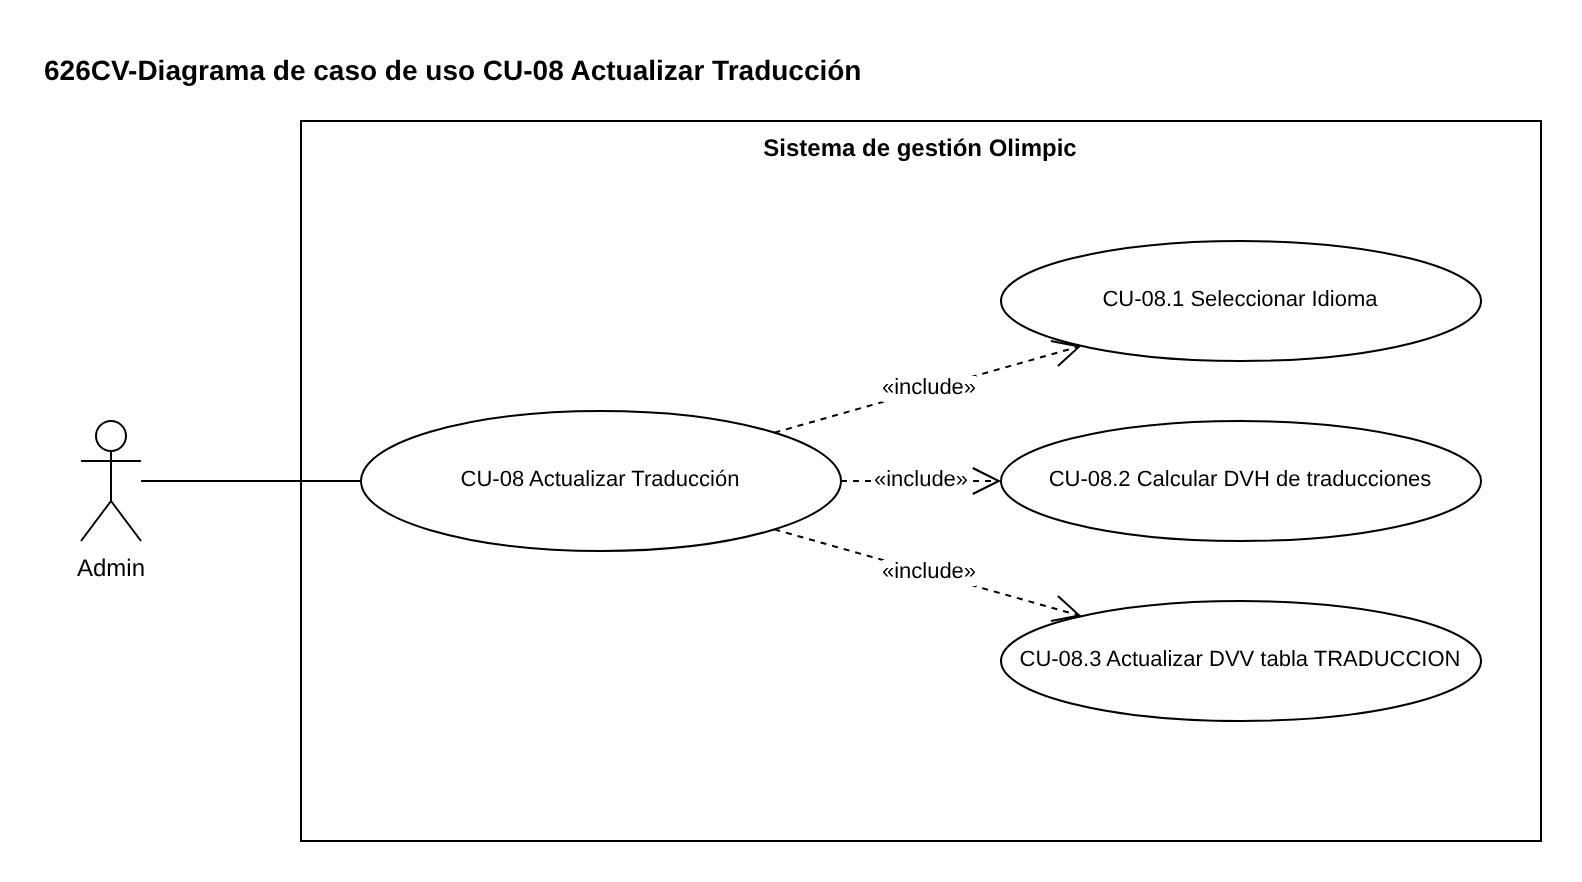 626CV-Diagrama de caso de uso CU-08 Actualizar Traducción
Sistema de gestión Olimpic
CU-08.1 Seleccionar Idioma
«include»
CU-08 Actualizar Traducción
«include»
CU-08.2 Calcular DVH de traducciones
Admin
«include»
CU-08.3 Actualizar DVV tabla TRADUCCION